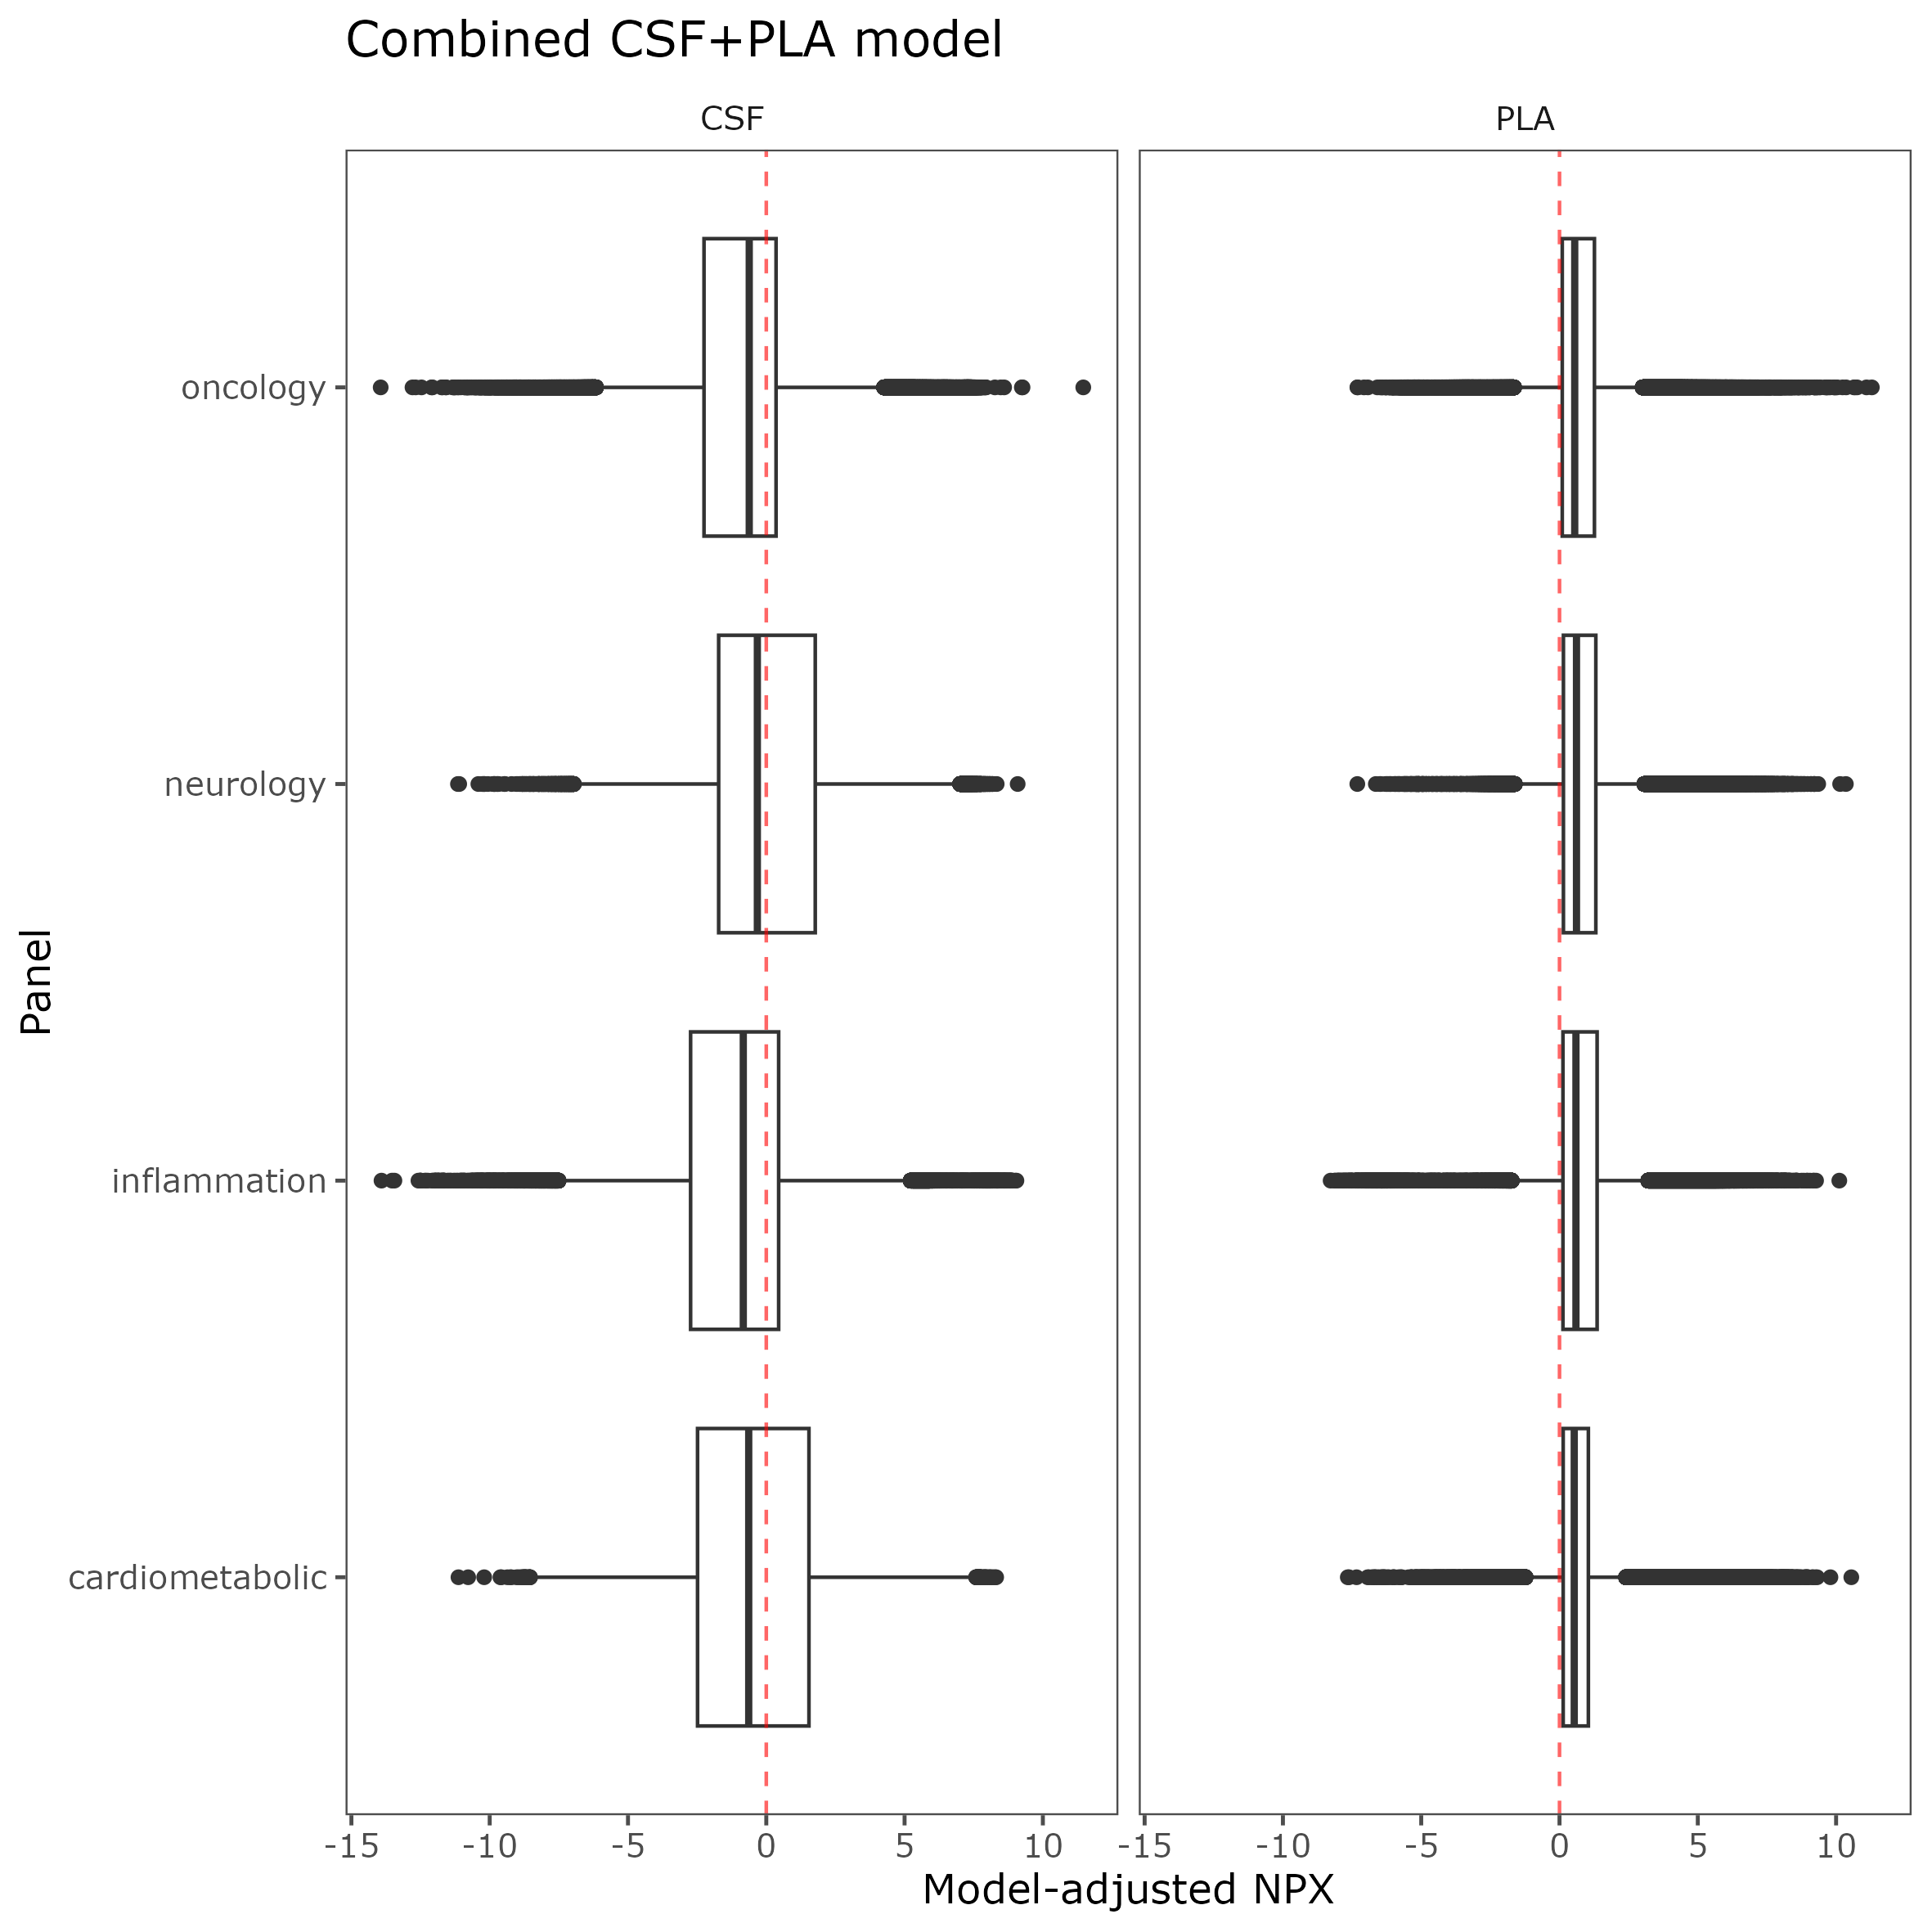 Combined CSF+PLA model
CSF
PLA
oncology
neurology
inflammation
cardiometabolic
Panel
-15 -10 -5 0 5 10
-15 -10 -5 0 5 10
Model-adjusted NPX